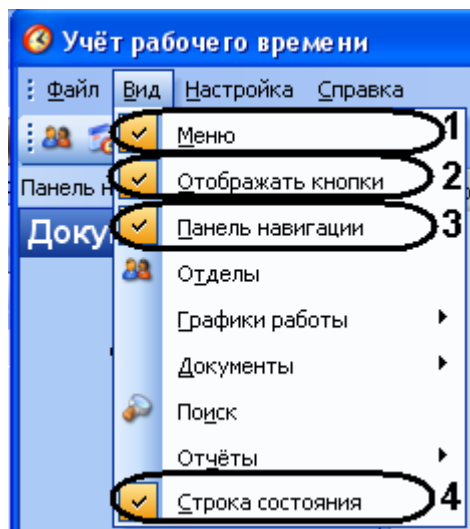 Учёт рабочего времени
Файл Вид Настройка Справка
Меню 1
Отображать кнопки 2
Панель н
Панель навигации 3
Доку
Отделы
Графики работы
Документы
Поиск
Отчёты
Строка состояния 4